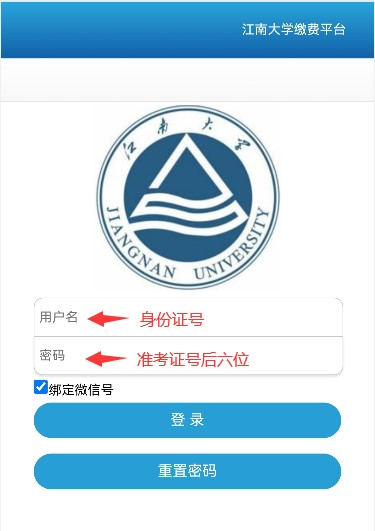 江南大学缴费平台
江南大学
JIANGNAN UNIVERSITY
用户名 身份证号
密码 准考证号后六位
绑定微信号
登 录
重置密码